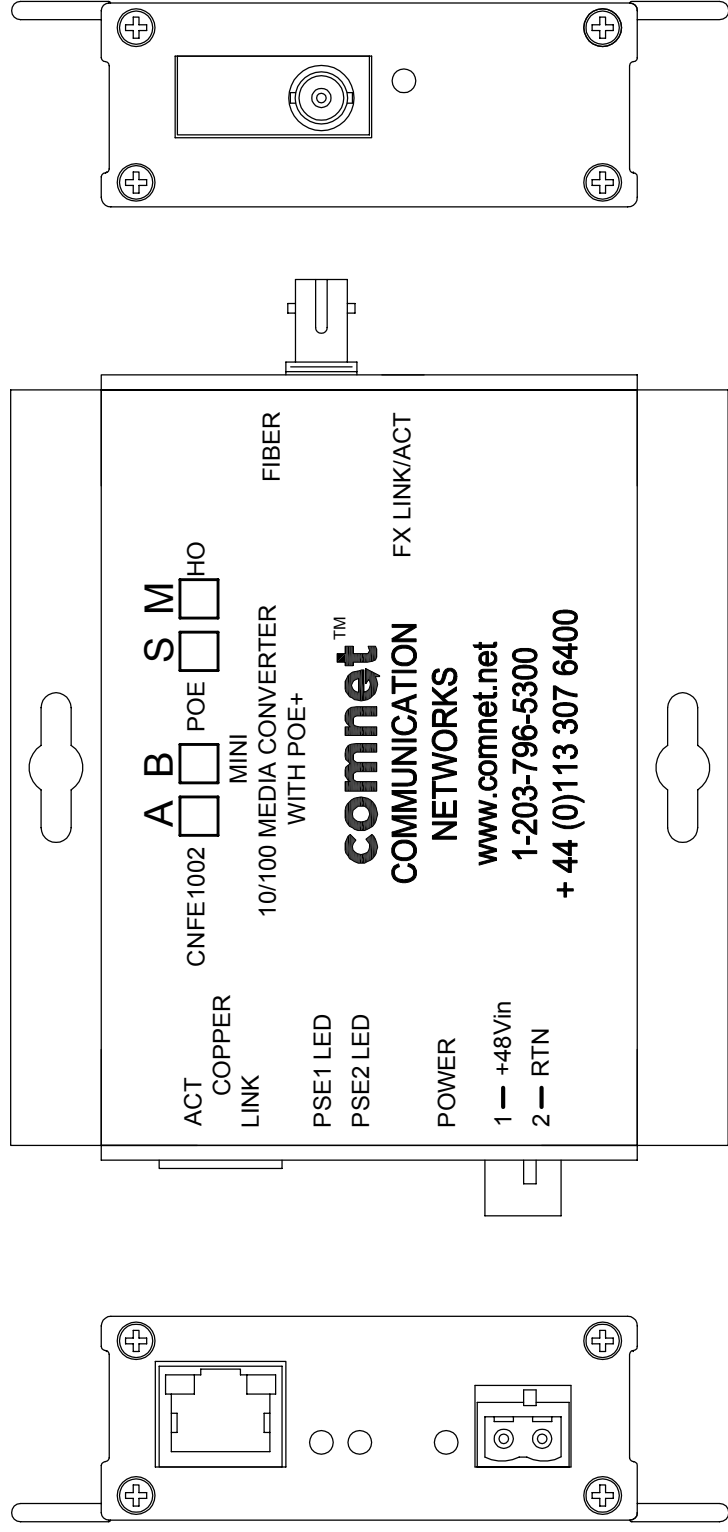 A B S M
CNFE1002 POE HO
MINI
10/100 MEDIA CONVERTER
WITH POE+
FIBER
ACT
COPPER
LINK
PSE1 LED
PSE2 LED
comnet™
COMMUNICATION
NETWORKS
FX LINK/ACT
POWER
www.comnet.net
1-203-796-5300
+ 44 (0)113 307 6400
1 — +48Vin
2 — RTN